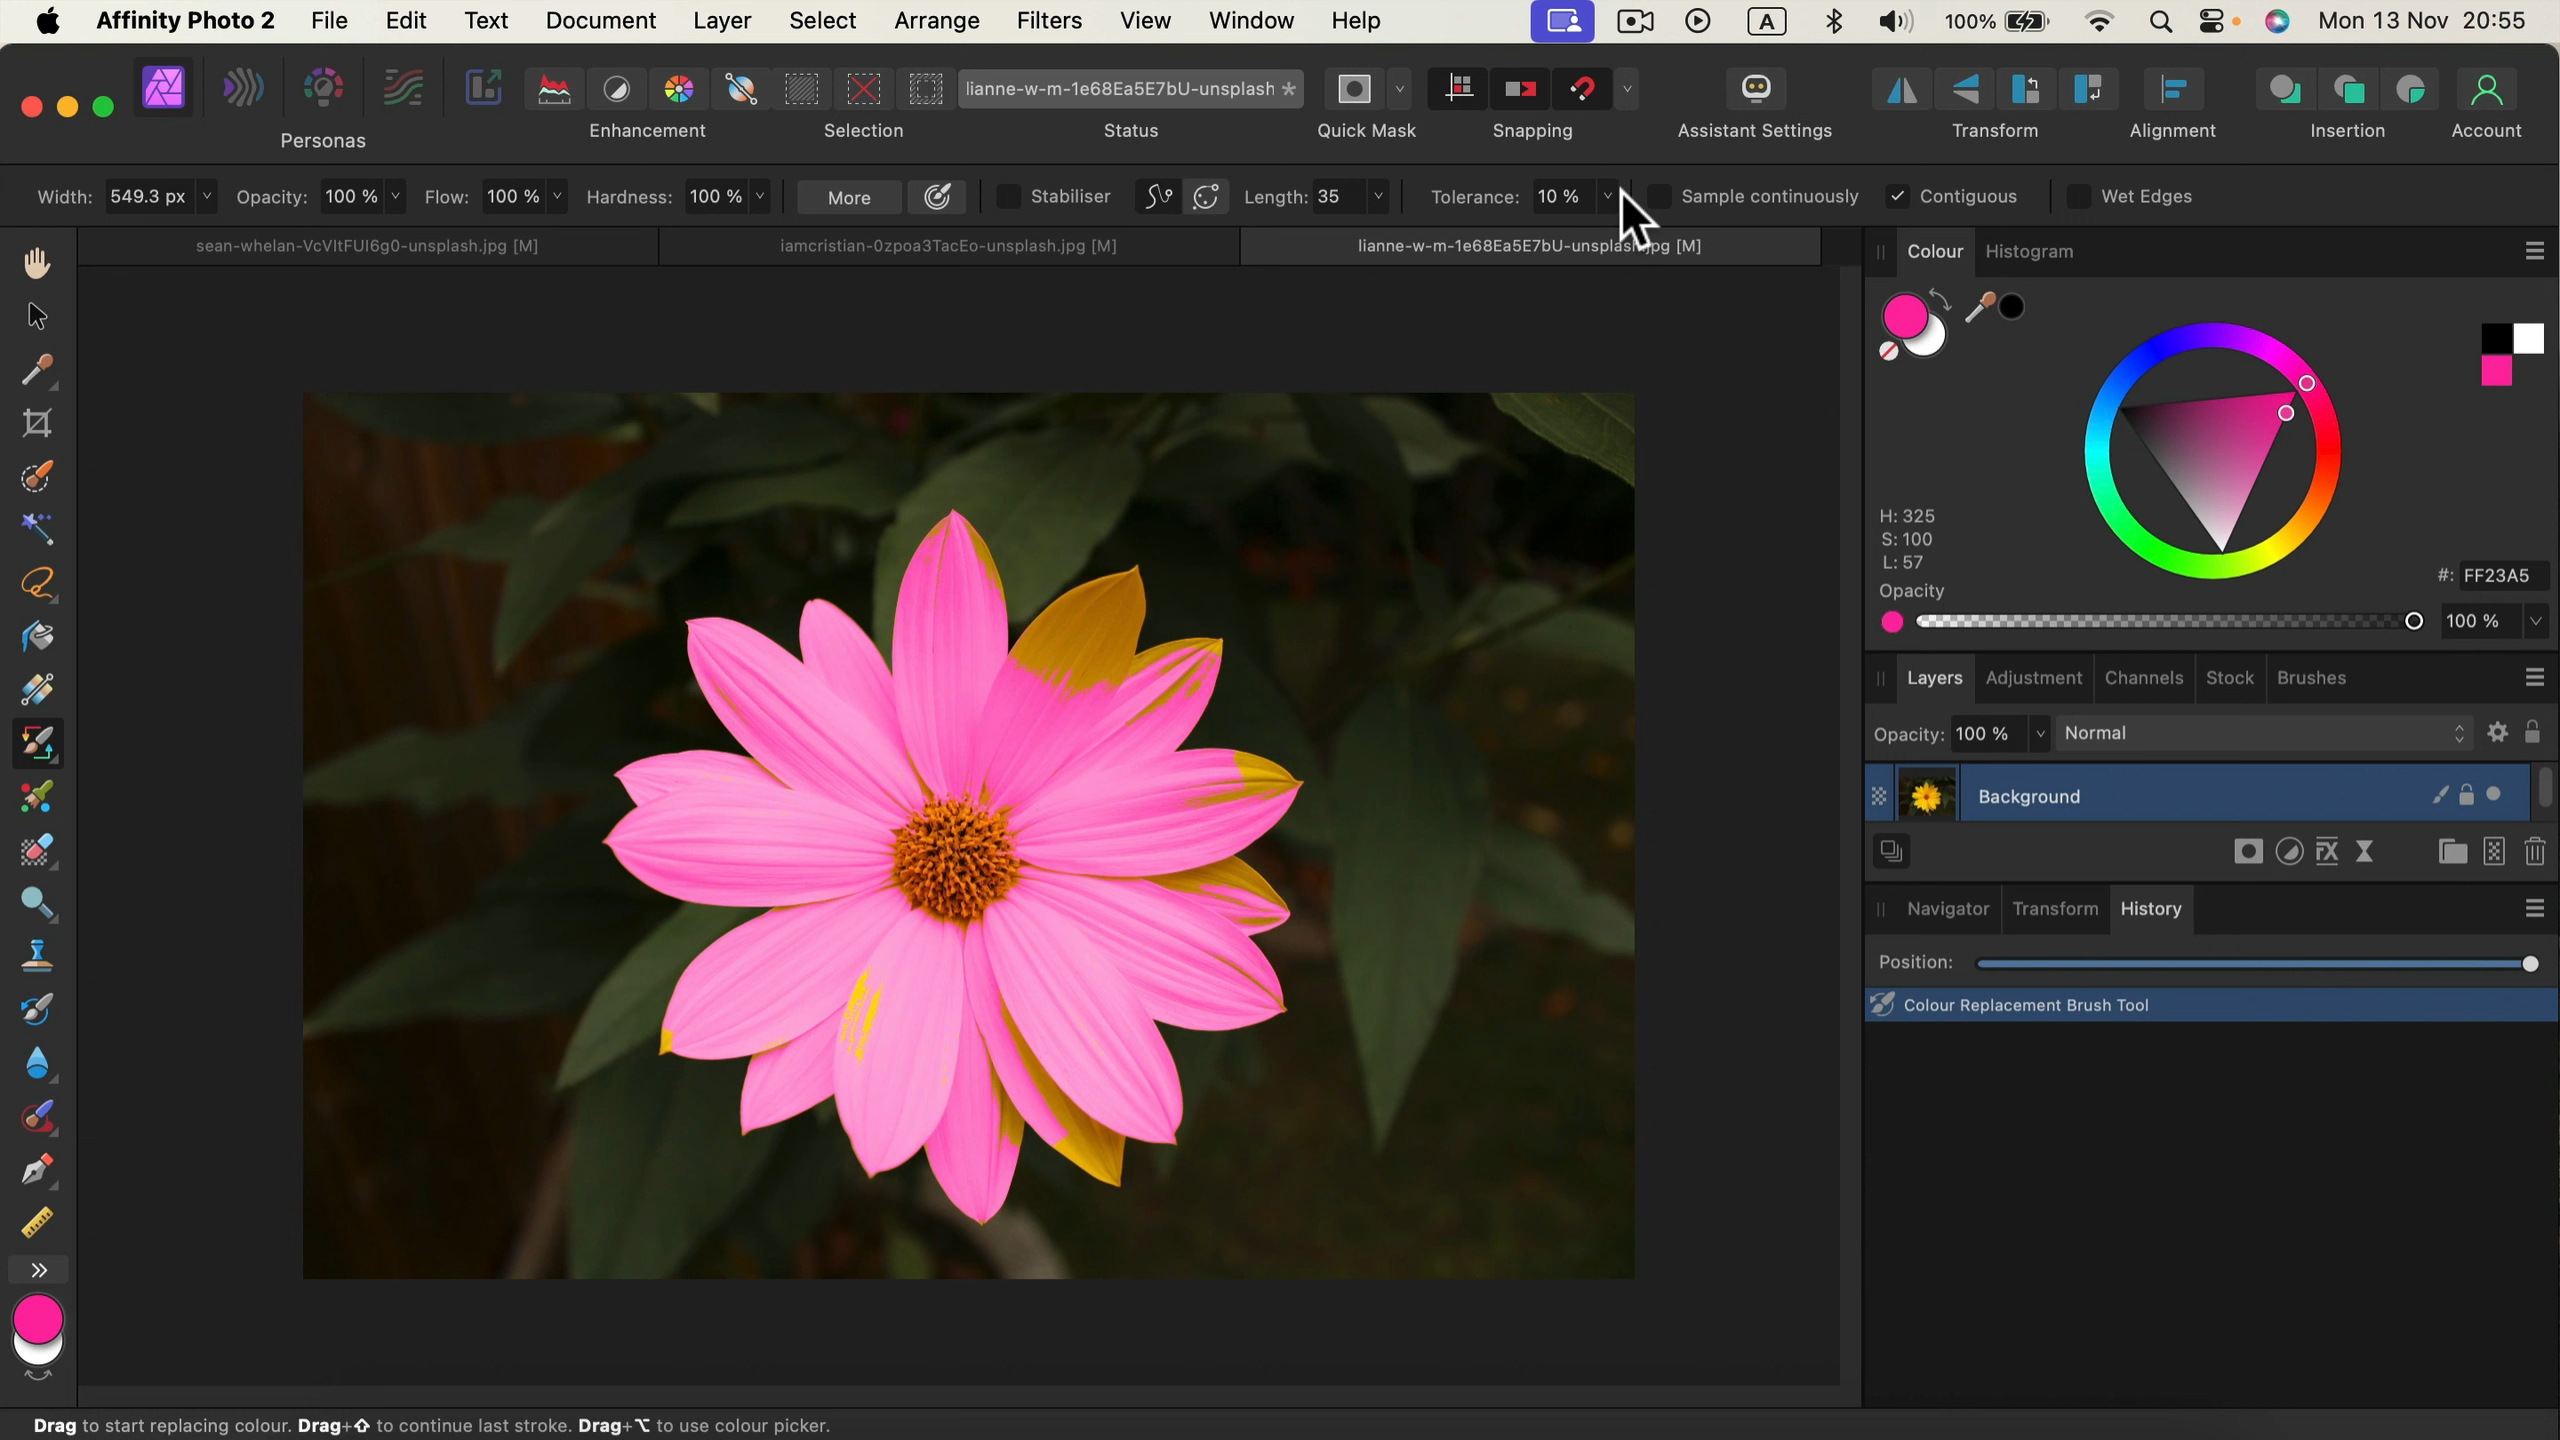 Affinity Photo 2 File Edit Text Document Layer Select Arrange Filters View Window Help A 100% Mon 13 Nov 20:55
lianne-w-m-1e68Ea5E7bU-unsplash *
Personas Enhancement Selection Status Quick Mask Snapping Assistant Settings Transform Alignment Insertion Account
Width: 549.3 px Opacity: 100 % Flow: 100 % Hardness: 100 % More Stabiliser Length: 35 Tolerance: 10 % Sample continuously Contiguous Wet Edges
sean-whelan-VcVltFUI6g0-unsplash.jpg [M] iamcristian-0zpoa3TacEo-unsplash.jpg [M] lianne-w-m-1e68Ea5E7bU-unsplash.jpg [M]
Colour Histogram
H: 325
S: 100
L: 57
#: FF23A5
Opacity
100 %
Layers Adjustment Channels Stock Brushes
Opacity: 100 % Normal
Background
Navigator Transform History
Position:
Colour Replacement Brush Tool
Drag to start replacing colour. Drag+⇧ to continue last stroke. Drag+⌥ to use colour picker.